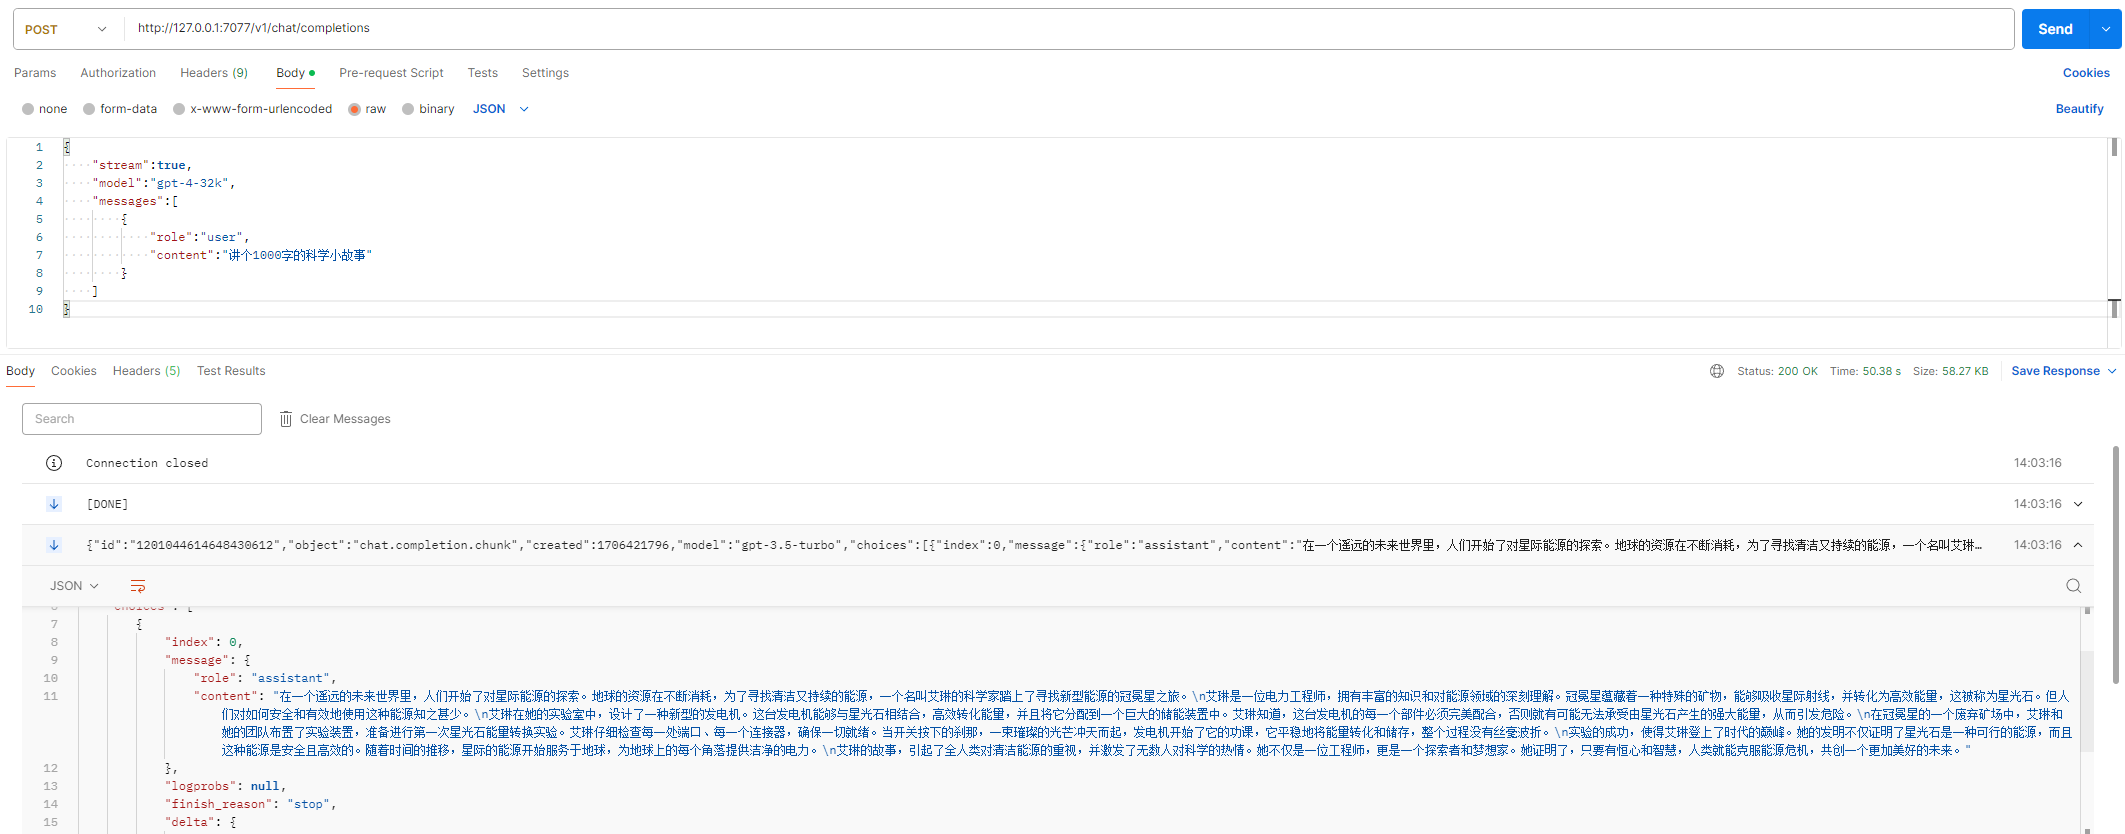 POST
http://127.0.0.1:7077/v1/chat/completions
Send
Params Authorization Headers (9) Body Pre-request Script Tests Settings Cookies
none form-data x-www-form-urlencoded raw binary JSON Beautify
1 {
2 "stream":true,
3 "model":"gpt-4-32k",
4 "messages":[
5 {
6 "role":"user",
7 "content":"讲个1000字的科学小故事"
8 }
9 ]
10 }
Body Cookies Headers (5) Test Results Status: 200 OK Time: 50.38 s Size: 58.27 KB Save Response
Search Clear Messages
Connection closed 14:03:16
[DONE] 14:03:16
{"id":"1201044614648430612","object":"chat.completion.chunk","created":1706421796,"model":"gpt-3.5-turbo","choices":[{"index":0,"message":{"role":"assistant","content":"在一个遥远的未来世界里，人们开始了对星际能源的探索。地球的资源在不断消耗，为了寻找清洁又持续的能源，一个名叫艾琳… 14:03:16
JSON
6 "choices": [
7 {
8 "index": 0,
9 "message": {
10 "role": "assistant",
11 "content": "在一个遥远的未来世界里，人们开始了对星际能源的探索。地球的资源在不断消耗，为了寻找清洁又持续的能源，一个名叫艾琳的科学家踏上了寻找新型能源的冠冕星之旅。\n艾琳是一位电力工程师，拥有丰富的知识和对能源领域的深刻理解。冠冕星蕴藏着一种特殊的矿物，能够吸收星际射线，并转化为高效能量，这被称为星光石。但人
们对如何安全和有效地使用这种能源知之甚少。\n艾琳在她的实验室中，设计了一种新型的发电机。这台发电机能够与星光石相结合，高效转化能量，并且将它分配到一个巨大的储能装置中。艾琳知道，这台发电机的每一个部件必须完美配合，否则就有可能无法承受由星光石产生的强大能量，从而引发危险。\n在冠冕星的一个废弃矿场中，艾琳和
她的团队布置了实验装置，准备进行第一次星光石能量转换实验。艾琳仔细检查每一处端口、每一个连接器，确保一切就绪。当开关按下的刹那，一束璀璨的光芒冲天而起，发电机开始了它的功课，它平稳地将能量转化和储存，整个过程没有丝毫波折。\n实验的成功，使得艾琳登上了时代的巅峰。她的发明不仅证明了星光石是一种可行的能源，而且
这种能源是安全且高效的。随着时间的推移，星际的能源开始服务于地球，为地球上的每个角落提供洁净的电力。\n艾琳的故事，引起了全人类对清洁能源的重视，并激发了无数人对科学的热情。她不仅是一位工程师，更是一个探索者和梦想家。她证明了，只要有恒心和智慧，人类就能克服能源危机，共创一个更加美好的未来。"
12 },
13 "logprobs": null,
14 "finish_reason": "stop",
15 "delta": {